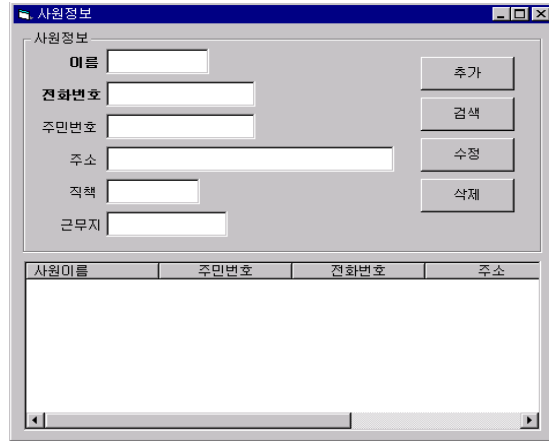 사원정보
사원정보
이름
전화번호
주민번호
주소
직책
근무지
추가
검색
수정
삭제
사원이름 주민번호 전화번호 주소